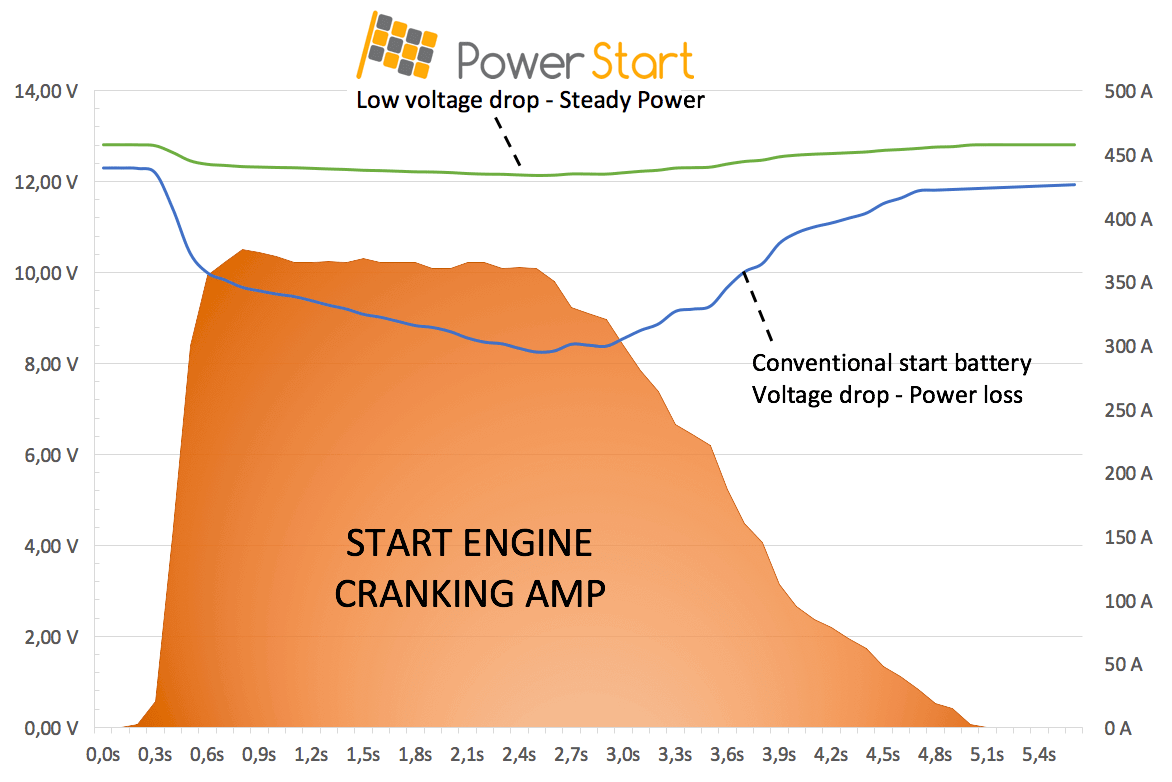 Power Start
Low voltage drop - Steady Power
14,00 V
12,00 V
10,00 V
8,00 V
6,00 V
4,00 V
2,00 V
0,00 V
500 A
450 A
400 A
350 A
300 A
250 A
200 A
150 A
100 A
50 A
0 A
Conventional start battery
Voltage drop - Power loss
START ENGINE
CRANKING AMP
0,0s 0,3s 0,6s 0,9s 1,2s 1,5s 1,8s 2,1s 2,4s 2,7s 3,0s 3,3s 3,6s 3,9s 4,2s 4,5s 4,8s 5,1s 5,4s